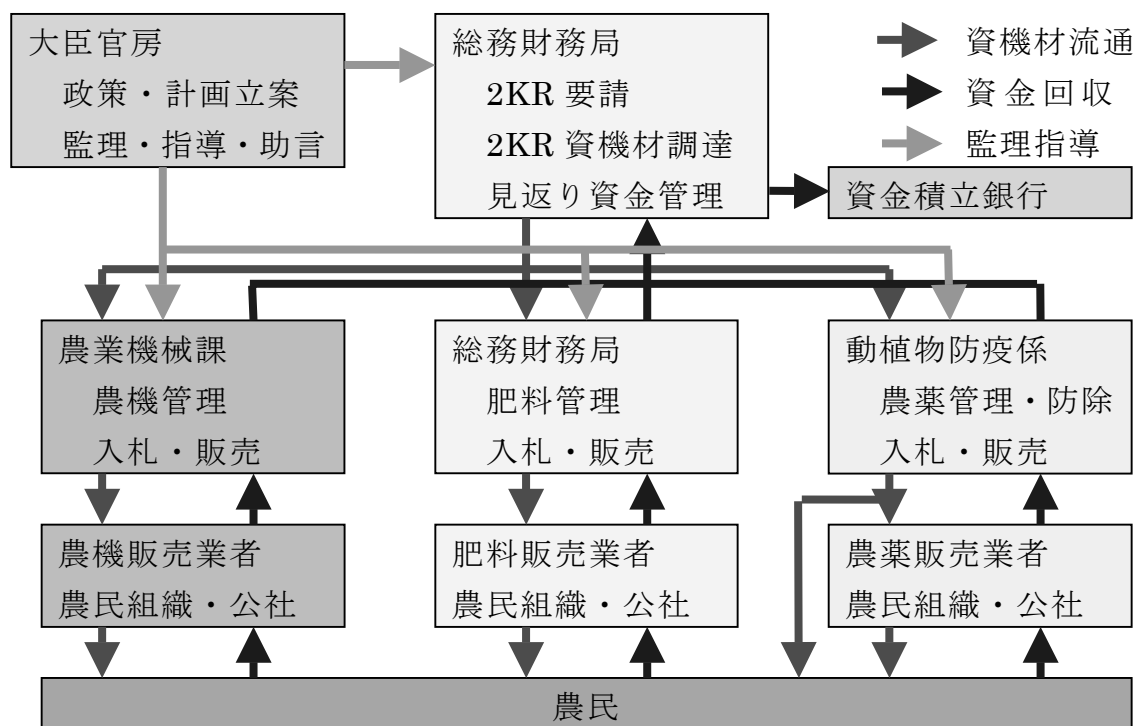 大臣官房
政策・計画立案
監理・指導・助言
総務財務局
2KR 要請
2KR 資機材調達
見返り資金管理
資機材流通
資金回収
監理指導
資金積立銀行
農業機械課
農機管理
入札・販売
総務財務局
肥料管理
入札・販売
動植物防疫係
農薬管理・防除
入札・販売
農機販売業者
農民組織・公社
肥料販売業者
農民組織・公社
農薬販売業者
農民組織・公社
農民